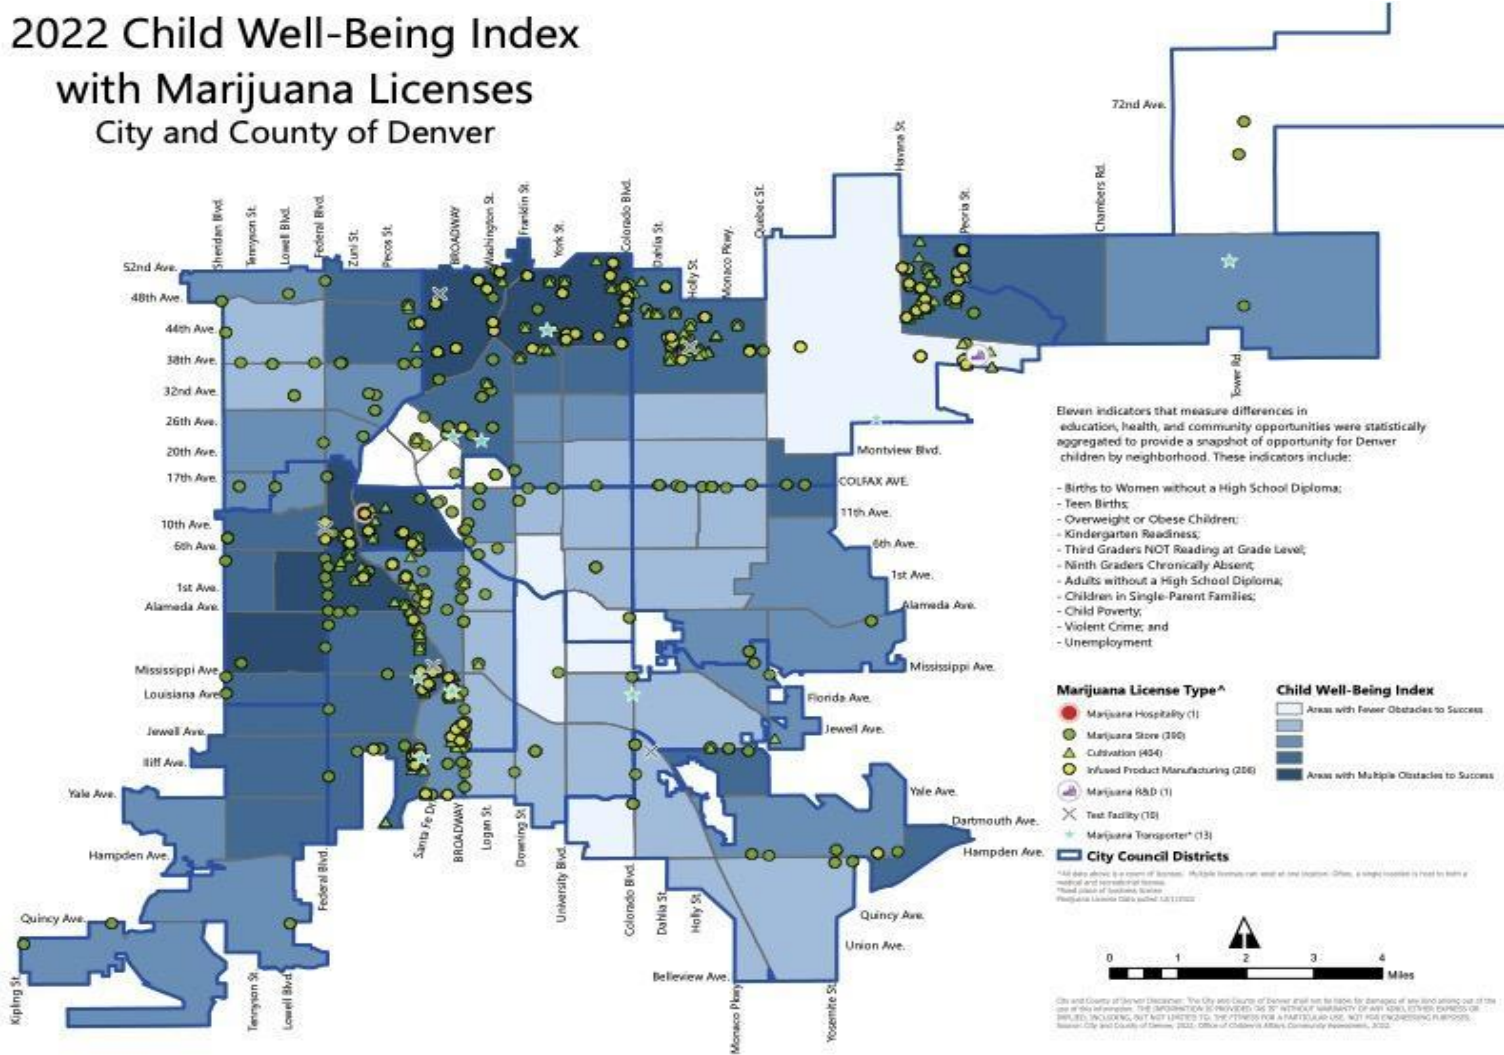 2022 Child Well-Being Index
with Marijuana Licenses
City and County of Denver
72nd Ave.
Sheridan Blvd.
Tennyson St.
Lowell Blvd.
Federal Blvd.
Zuni St.
Pecos St.
BROADWAY
Washington St.
Franklin St.
York St.
Colorado Blvd.
Dahlia St.
Holly St.
Monaco Pkwy.
Quebec St.
Havana St.
Peoria St.
Chambers Rd.
Tower Rd.
52nd Ave.
48th Ave.
44th Ave.
38th Ave.
32nd Ave.
26th Ave.
20th Ave.
17th Ave.
10th Ave.
6th Ave.
1st Ave.
Alameda Ave.
Mississippi Ave.
Louisiana Ave.
Jewell Ave.
Iliff Ave.
Yale Ave.
Hampden Ave.
Quincy Ave.
Montview Blvd.
COLFAX AVE.
11th Ave.
6th Ave.
1st Ave.
Alameda Ave.
Mississippi Ave.
Florida Ave.
Jewell Ave.
Yale Ave.
Dartmouth Ave.
Hampden Ave.
Quincy Ave.
Union Ave.
Belleview Ave.
Kipling St.
Tennyson St.
Lowell Blvd.
Federal Blvd.
Santa Fe Dr.
BROADWAY
Logan St.
Downing St.
University Blvd.
Colorado Blvd.
Dahlia St.
Holly St.
Monaco Pkwy.
Yosemite St.
Eleven indicators that measure differences in
education, health, and community opportunities were statistically
aggregated to provide a snapshot of opportunity for Denver
children by neighborhood. These indicators include:
- Births to Women without a High School Diploma;
- Teen Births;
- Overweight or Obese Children;
- Kindergarten Readiness;
- Third Graders NOT Reading at Grade Level;
- Ninth Graders Chronically Absent;
- Adults without a High School Diploma;
- Children in Single-Parent Families;
- Child Poverty;
- Violent Crime; and
- Unemployment
Marijuana License Type^
Marijuana Hospitality (1)
Marijuana Store (390)
Cultivation (404)
Infused Product Manufacturing (206)
Marijuana R&D (1)
Test Facility (10)
Marijuana Transporter* (13)
City Council Districts
Child Well-Being Index
Areas with Fewer Obstacles to Success
Areas with Multiple Obstacles to Success
0 1 2 3 4
Miles